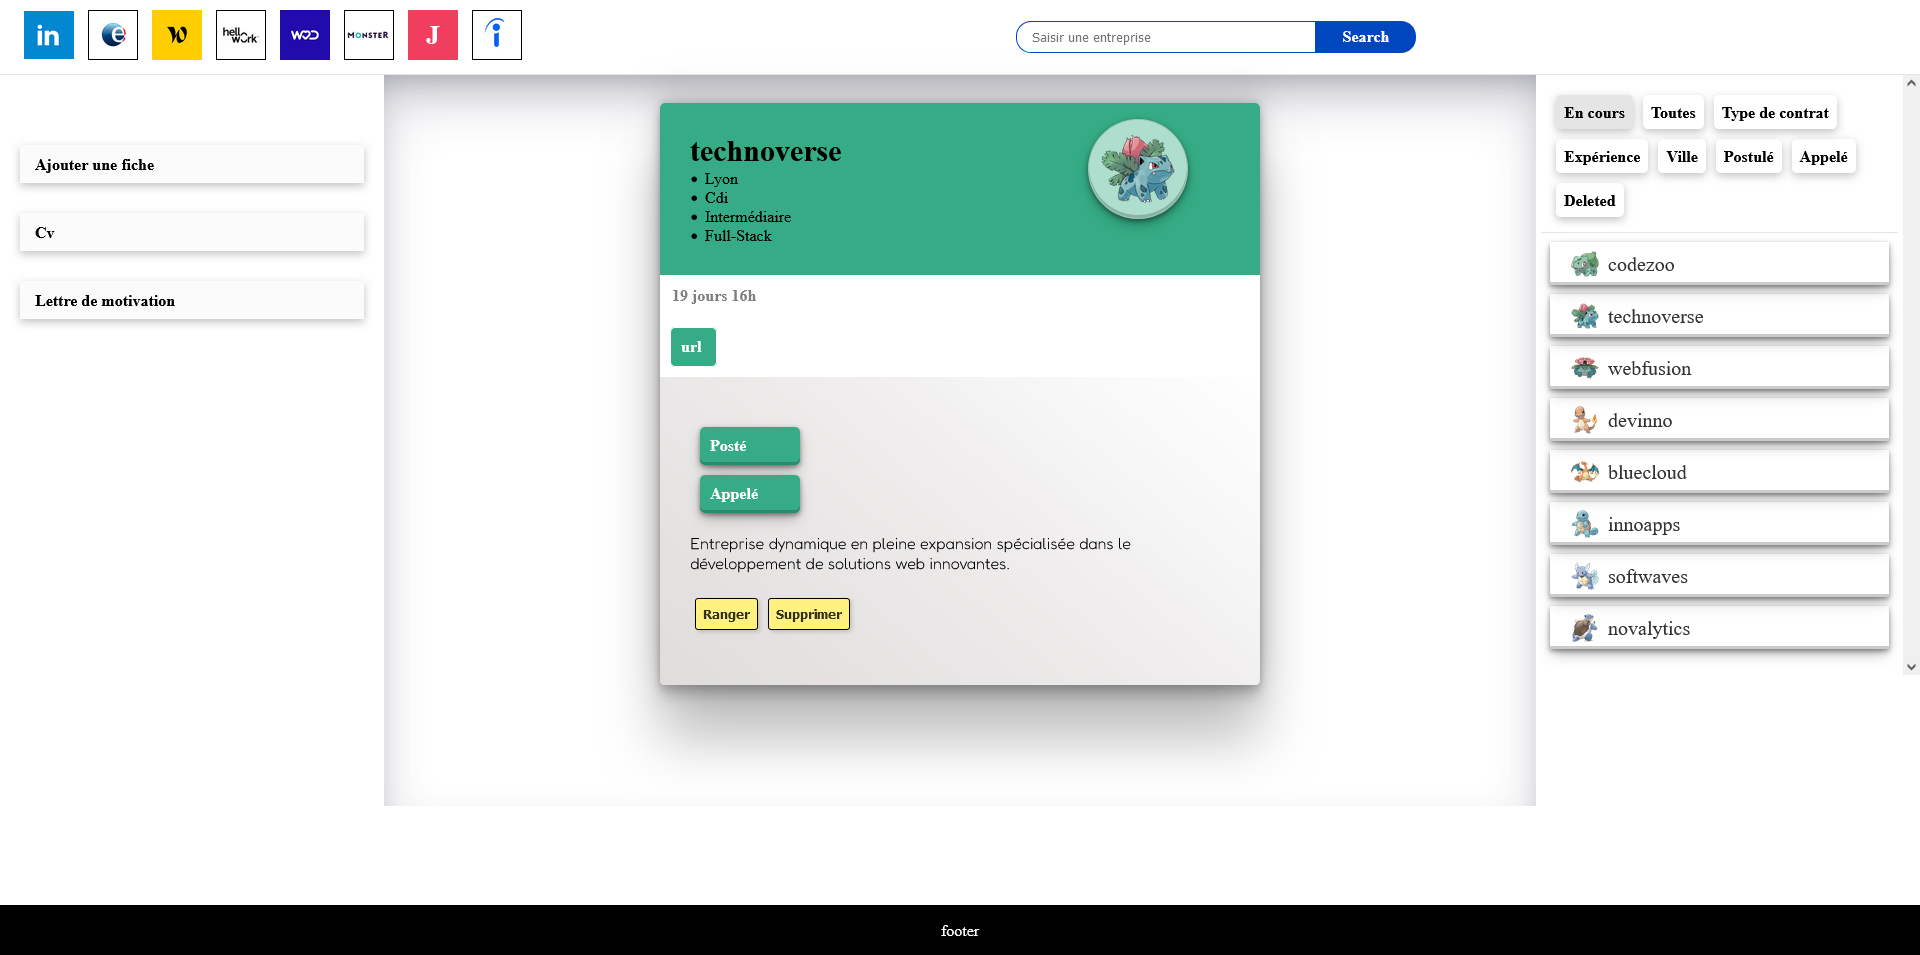 in
e
W
hello
work
MONSTER
J
i
Saisir une entreprise
Search
Ajouter une fiche
Cv
Lettre de motivation
technoverse
• Lyon
• Cdi
• Intermédiaire
• Full-Stack
19 jours 16h
url
Posté
Appelé
Entreprise dynamique en pleine expansion spécialisée dans le
développement de solutions web innovantes.
Ranger Supprimer
En cours Toutes Type de contrat
Expérience Ville Postulé Appelé
Deleted
codezoo
technoverse
webfusion
devinno
bluecloud
innoapps
softwaves
novalytics
footer